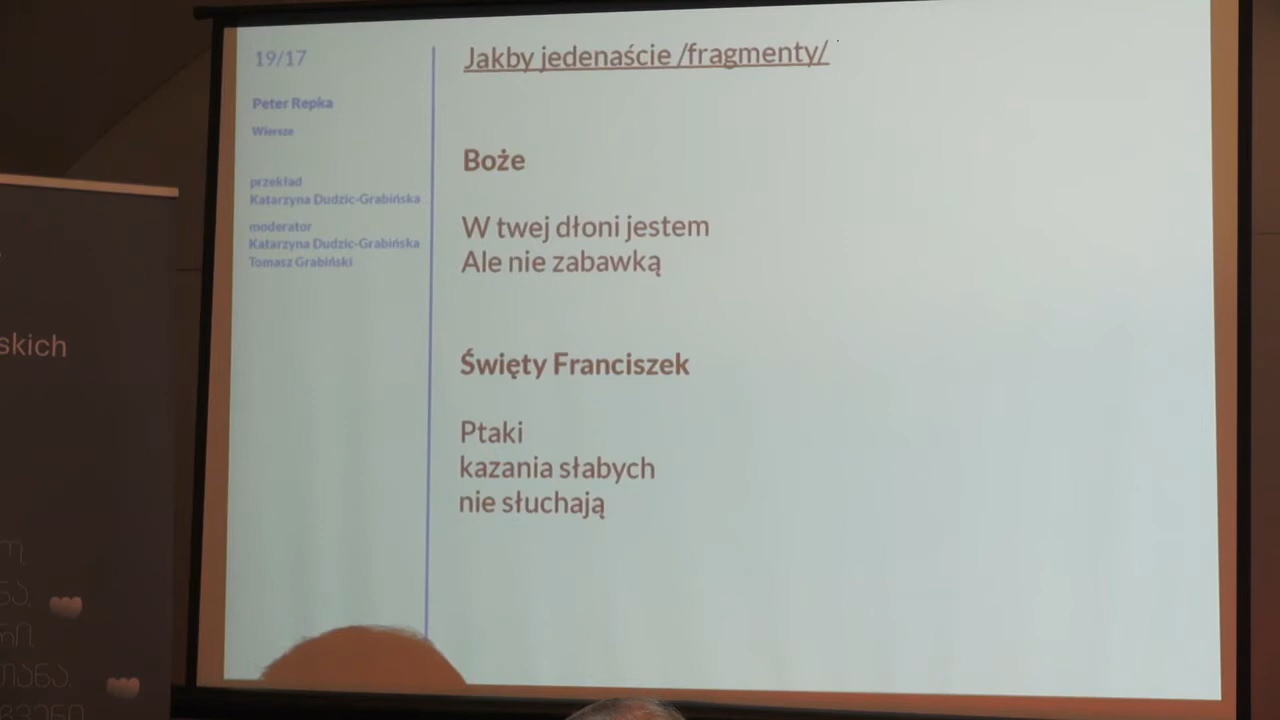 19/17
Peter Repka
Wiersze
przekład
Katarzyna Dudzic-Grabińska
moderator
Katarzyna Dudzic-Grabińska
Tomasz Grabiński
Jakby jedenaście /fragmenty/
Boże
W twej dłoni jestem
Ale nie zabawką
Święty Franciszek
Ptaki
kazania słabych
nie słuchają
skich